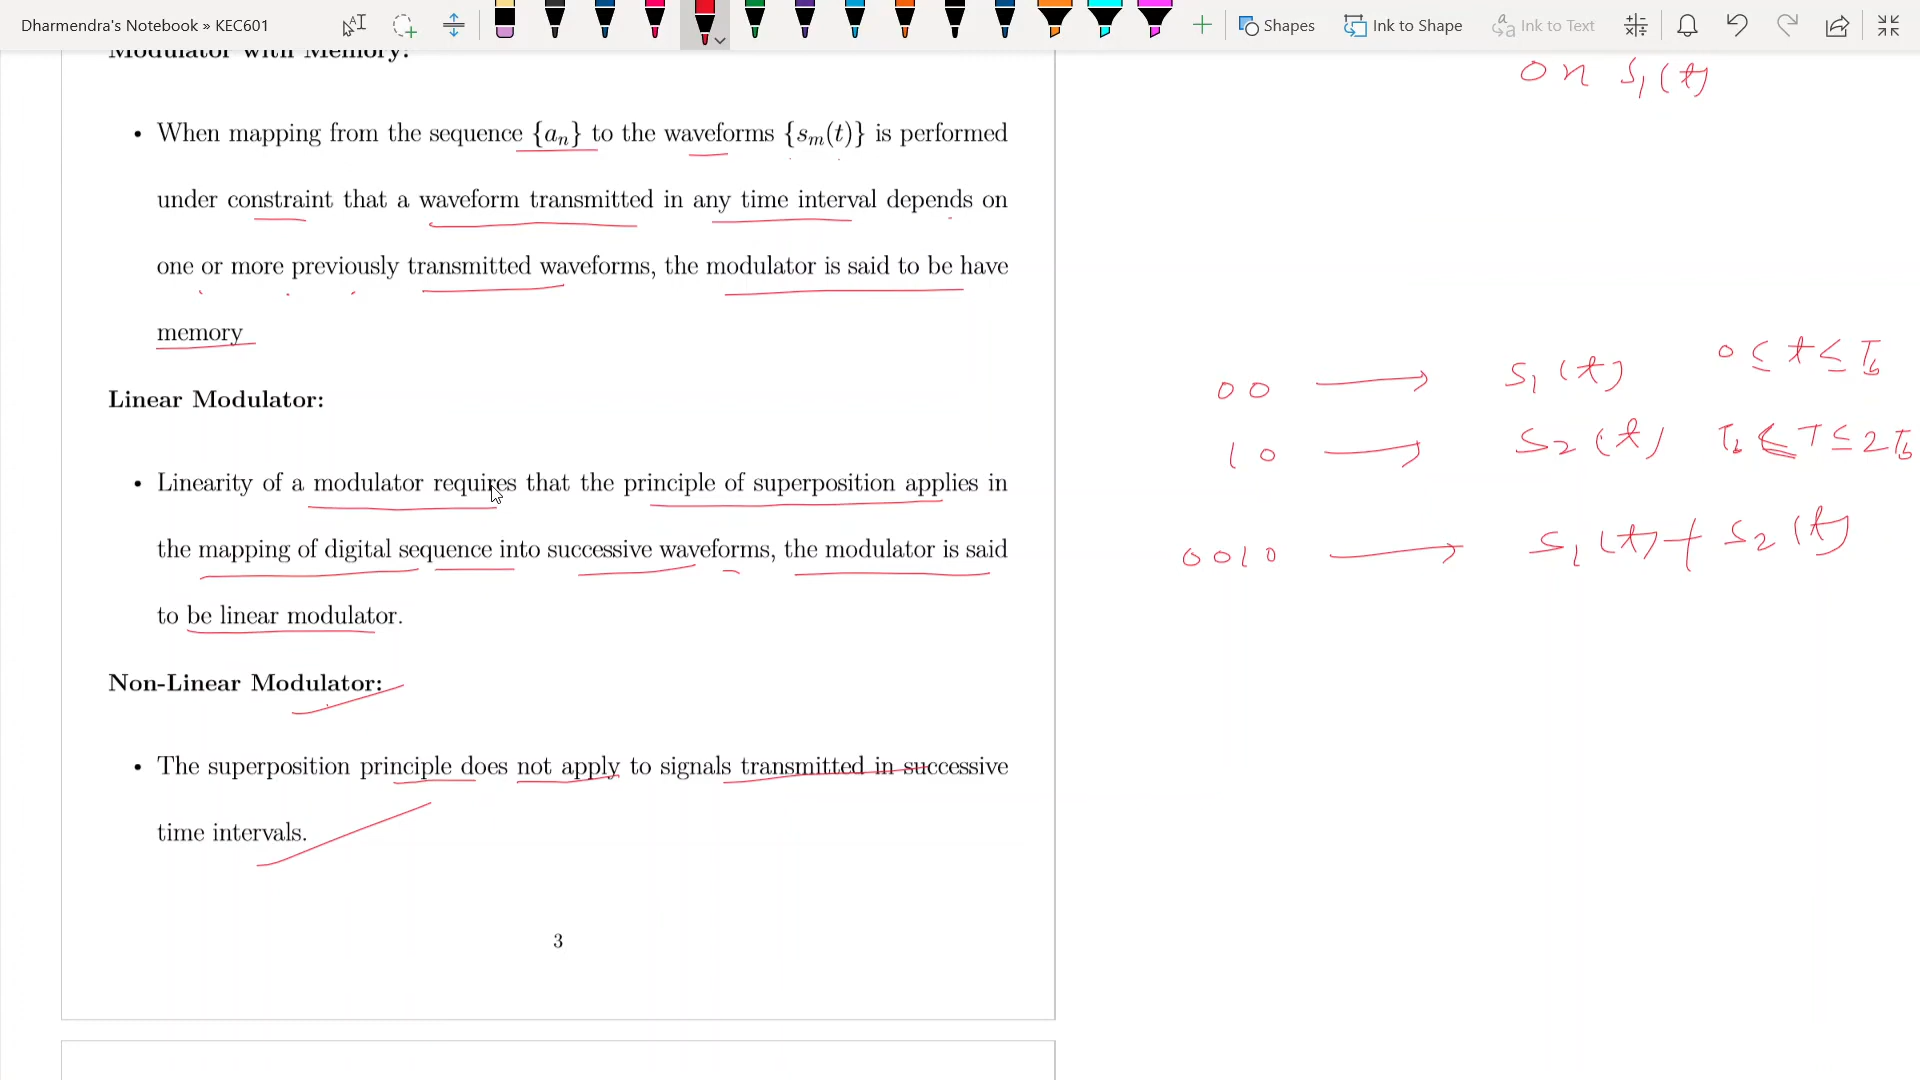 Dharmendra's Notebook » KEC601
Shapes
Ink to Shape
Ink to Text
Modulator with Memory:
on S₁(t)
• When mapping from the sequence {aₙ} to the waveforms {sₘ(t)} is performed
under constraint that a waveform transmitted in any time interval depends on
one or more previously transmitted waveforms, the modulator is said to be have
memory
Linear Modulator:
• Linearity of a modulator requires that the principle of superposition applies in
the mapping of digital sequence into successive waveforms, the modulator is said
to be linear modulator.
Non-Linear Modulator:
• The superposition principle does not apply to signals transmitted in successive
time intervals.
3
00 → S₁(t) 0 ≤ t ≤ T_b
10 → S₂(t) T_b ≤ T ≤ 2T_b
0010 → S₁(t) + S₂(t)